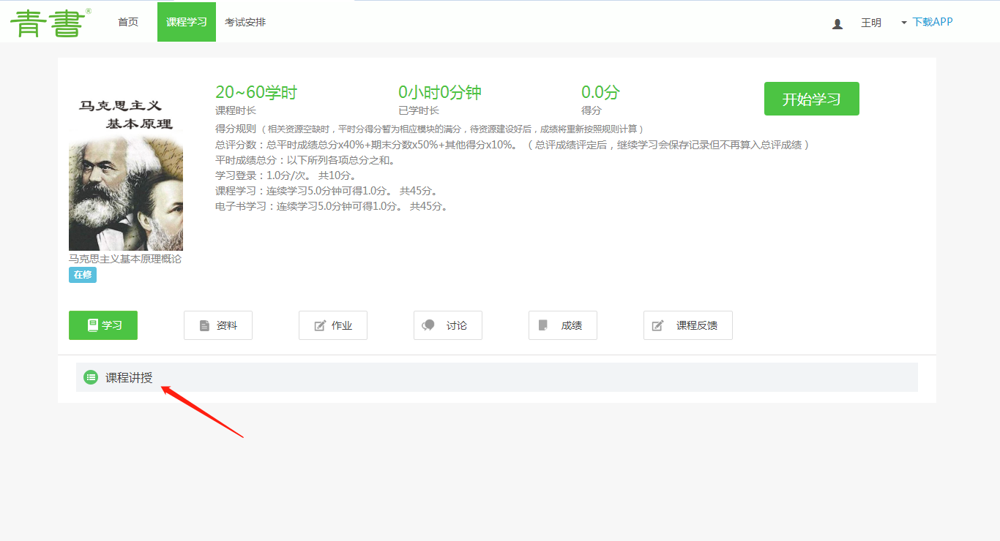 青書®
首页 课程学习 考试安排 王明 下载APP
马克思主义
基本原理
20~60学时 0小时0分钟 0.0分 开始学习
课程时长 已学时长 得分
得分规则 ( 相关资源空缺时，平时分得分暂为相应模块的满分，待资源建设好后，成绩将重新按照规则计算 )
总评分数：总平时成绩总分x40%+期末分数x50%+其他得分x10%。 ( 总评成绩评定后，继续学习会保存记录但不再算入总评成绩 )
平时成绩总分：以下所列各项总分之和。
学习登录：1.0分/次。 共10分。
课程学习：连续学习5.0分钟可得1.0分。 共45分。
电子书学习：连续学习5.0分钟可得1.0分。 共45分。
马克思主义基本原理概论
在修
学习 资料 作业 讨论 成绩 课程反馈
课程讲授